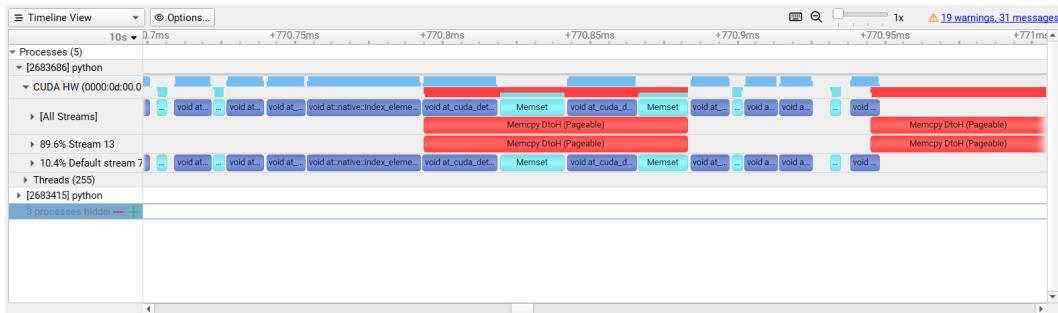 Timeline View Options... 1x 19 warnings, 31 messages
10s 0.7ms +770.75ms +770.8ms +770.85ms +770.9ms +770.95ms +771ms
Processes (5)
[2683686] python
CUDA HW (0000:0d:00.0
[All Streams] ... void at... ... void at... void at_... void at::native::index_eleme... void at_cuda_det... Memset void at_cuda_d... Memset void at_... ... void a... void a... ... void ...
Memcpy DtoH (Pageable) Memcpy DtoH (Pageable)
89.6% Stream 13 Memcpy DtoH (Pageable) Memcpy DtoH (Pageable)
10.4% Default stream 7 ... void at... ... void at... void at_... void at::native::index_eleme... void at_cuda_det... Memset void at_cuda_d... Memset void at_... ... void a... void a... ... void ...
Threads (255)
[2683415] python
3 processes hidden